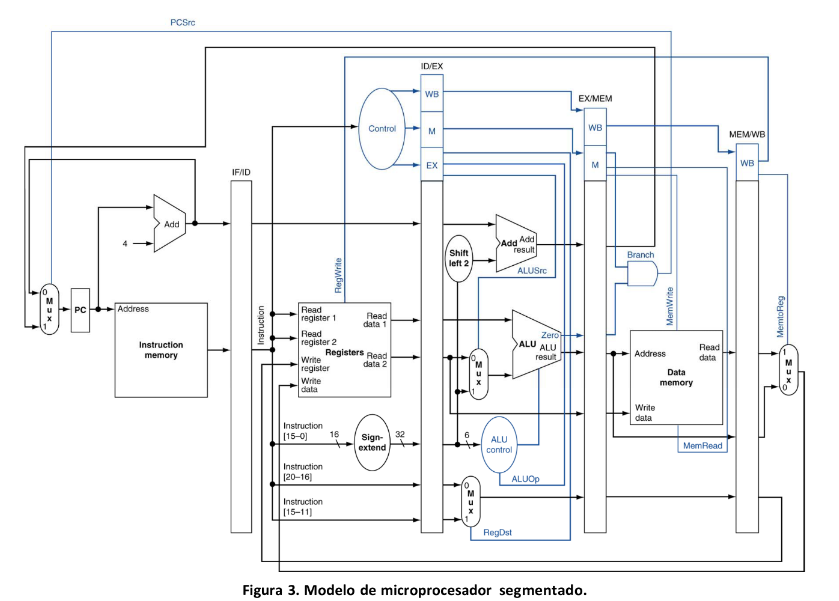 PCSrc
ID/EX
WB
EX/MEM
Control
M
WB
MEM/WB
EX
M
WB
IF/ID
Add
4
Shift
left 2
Add
Add
result
ALUSrc
Branch
RegWrite
MemWrite
MemtoReg
0
M
u
x
1
PC
Address
Instruction
memory
Instruction
Read
register 1
Read
register 2
Write
register
Write
data
Registers
Read
data 1
Read
data 2
0
M
u
x
1
ALU
Zero
ALU
result
Address
Read
data
Data
memory
Write
data
MemRead
1
M
u
x
0
Instruction
[15–0]
16
Sign-
extend
32
6
ALU
control
ALUOp
Instruction
[20–16]
Instruction
[15–11]
0
M
u
x
1
RegDst
Figura 3. Modelo de microprocesador segmentado.